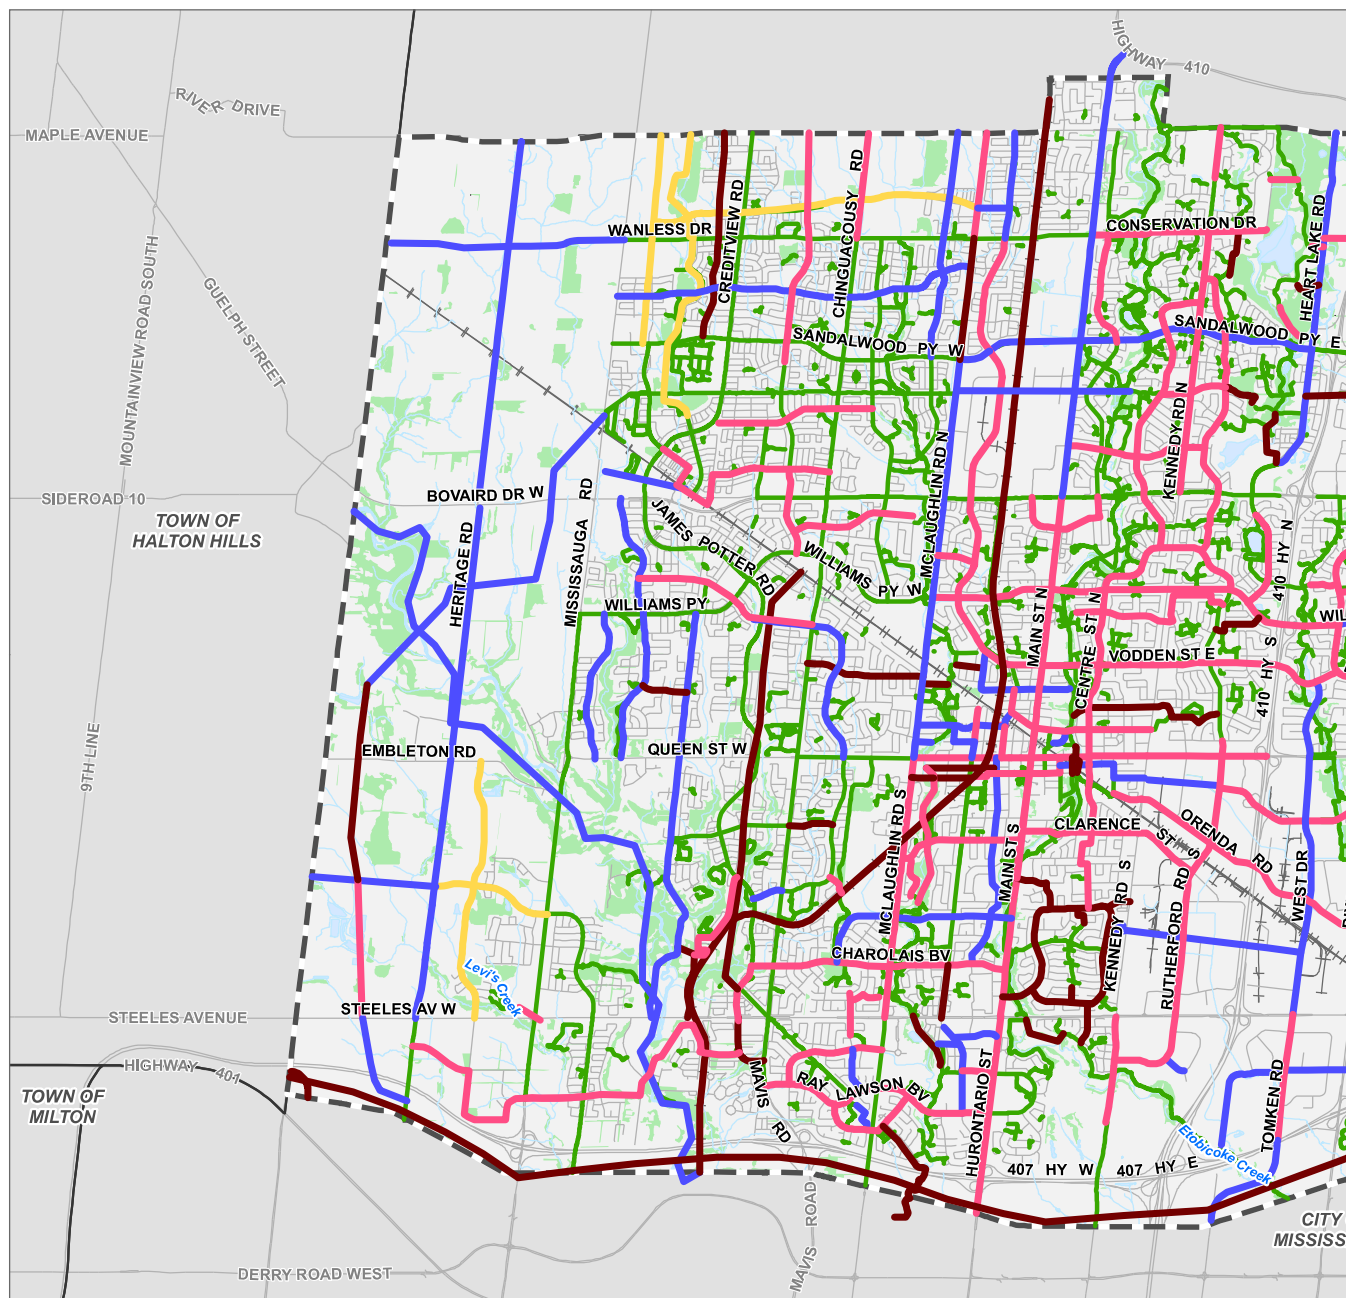 HIGHWAY 410
RIVER DRIVE
MAPLE AVENUE
MOUNTAINVIEW ROAD SOUTH
GUELPH STREET
WANLESS DR
CREDITVIEW RD
CHINGUACOUSY RD
CONSERVATION DR
HEART LAKE RD
SANDALWOOD PY W
SANDALWOOD PY E
KENNEDY RD N
MCLAUGHLIN RD N
SIDEROAD 10
BOVAIRD DR W
TOWN OF
HALTON HILLS
HERITAGE RD
MISSISSAUGA RD
JAMES POTTER RD
WILLIAMS PY W
WILLIAMS PY
MAIN ST N
CENTRE ST N
410 HY N
410 HY S
WIL
VODDEN ST E
9TH LINE
EMBLETON RD
QUEEN ST W
MCLAUGHLIN RD S
MAIN ST S
CLARENCE ST S
ORENDA RD
WEST DR
KENNEDY RD S
RUTHERFORD RD
CHAROLAIS BV
Levi's Creek
STEELES AV W
STEELES AVENUE
HIGHWAY 401
TOWN OF
MILTON
MAVIS RD
RAY LAWSON BV
HURONTARIO ST
TOMKEN RD
Etobicoke Creek
407 HY W
407 HY E
MAVIS ROAD
CITY
MISSISS
DERRY ROAD WEST